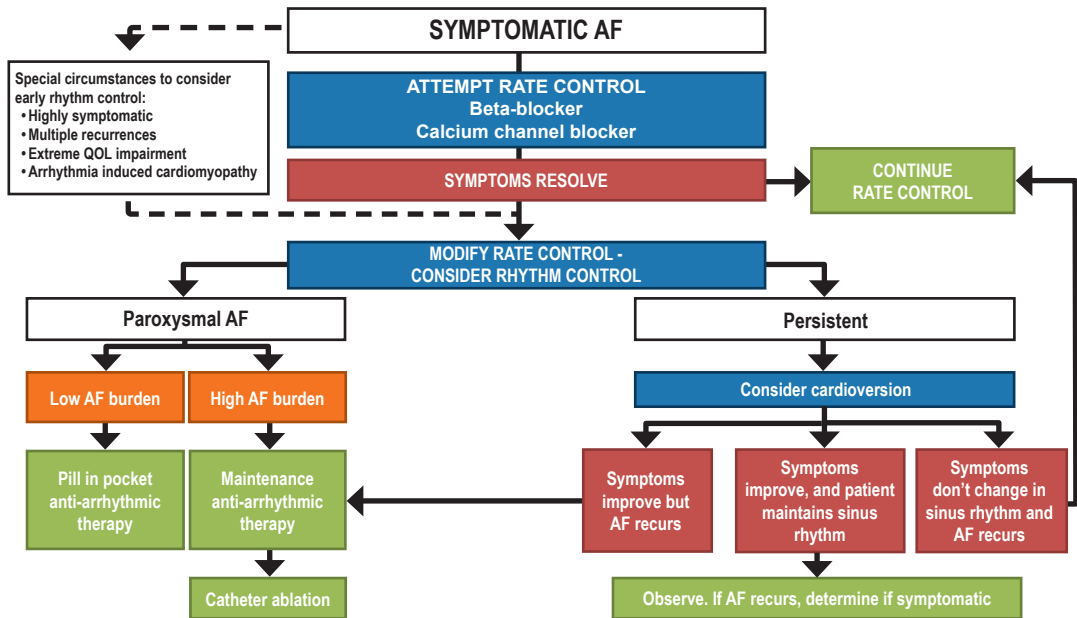 SYMPTOMATIC AF
Special circumstances to consider
early rhythm control:
• Highly symptomatic
• Multiple recurrences
• Extreme QOL impairment
• Arrhythmia induced cardiomyopathy
ATTEMPT RATE CONTROL
Beta-blocker
Calcium channel blocker
SYMPTOMS RESOLVE
CONTINUE
RATE CONTROL
MODIFY RATE CONTROL -
CONSIDER RHYTHM CONTROL
Paroxysmal AF
Persistent
Low AF burden
High AF burden
Consider cardioversion
Pill in pocket
anti-arrhythmic
therapy
Maintenance
anti-arrhythmic
therapy
Symptoms
improve but
AF recurs
Symptoms
improve, and patient
maintains sinus
rhythm
Symptoms
don’t change in
sinus rhythm and
AF recurs
Catheter ablation
Observe. If AF recurs, determine if symptomatic